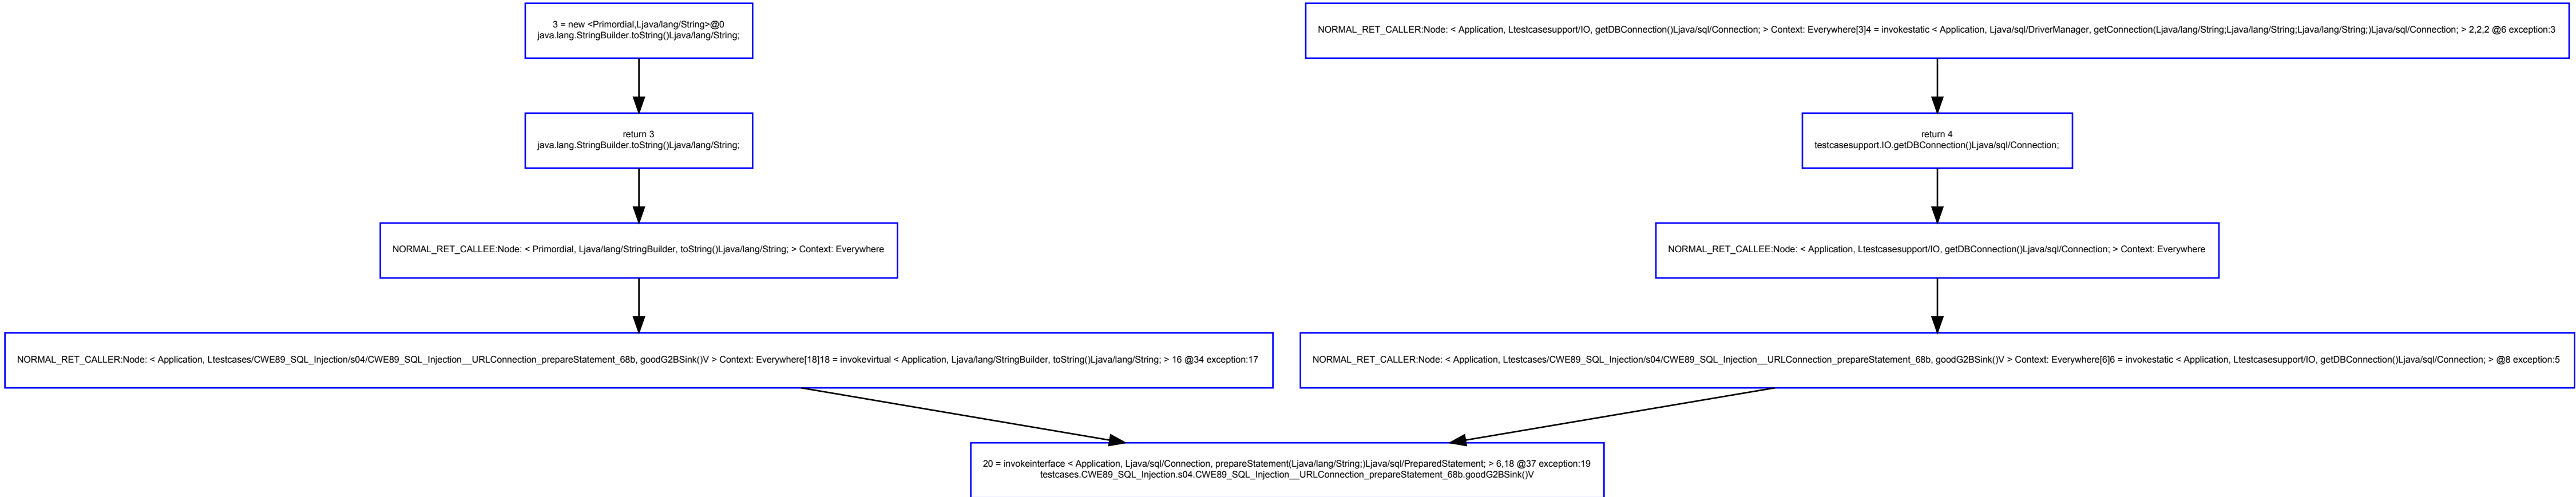 3 = new <Primordial,Ljava/lang/String>@0
java.lang.StringBuilder.toString()Ljava/lang/String;
NORMAL_RET_CALLER:Node: < Application, Ltestcasesupport/IO, getDBConnection()Ljava/sql/Connection; > Context: Everywhere[3]4 = invokestatic < Application, Ljava/sql/DriverManager, getConnection(Ljava/lang/String;Ljava/lang/String;Ljava/lang/String;)Ljava/sql/Connection; > 2,2,2 @6 exception:3
return 3
java.lang.StringBuilder.toString()Ljava/lang/String;
return 4
testcasesupport.IO.getDBConnection()Ljava/sql/Connection;
NORMAL_RET_CALLEE:Node: < Primordial, Ljava/lang/StringBuilder, toString()Ljava/lang/String; > Context: Everywhere
NORMAL_RET_CALLEE:Node: < Application, Ltestcasesupport/IO, getDBConnection()Ljava/sql/Connection; > Context: Everywhere
NORMAL_RET_CALLER:Node: < Application, Ltestcases/CWE89_SQL_Injection/s04/CWE89_SQL_Injection__URLConnection_prepareStatement_68b, goodG2BSink()V > Context: Everywhere[18]18 = invokevirtual < Application, Ljava/lang/StringBuilder, toString()Ljava/lang/String; > 16 @34 exception:17
NORMAL_RET_CALLER:Node: < Application, Ltestcases/CWE89_SQL_Injection/s04/CWE89_SQL_Injection__URLConnection_prepareStatement_68b, goodG2BSink()V > Context: Everywhere[6]6 = invokestatic < Application, Ltestcasesupport/IO, getDBConnection()Ljava/sql/Connection; > @8 exception:5
20 = invokeinterface < Application, Ljava/sql/Connection, prepareStatement(Ljava/lang/String;)Ljava/sql/PreparedStatement; > 6,18 @37 exception:19
testcases.CWE89_SQL_Injection.s04.CWE89_SQL_Injection__URLConnection_prepareStatement_68b.goodG2BSink()V